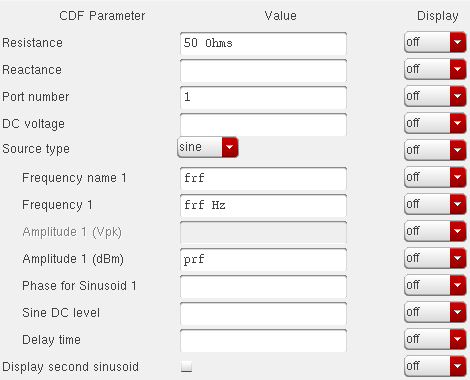 CDF Parameter Value Display
Resistance 50 Ohms off
Reactance off
Port number 1 off
DC voltage off
Source type sine off
Frequency name 1 frf off
Frequency 1 frf Hz off
Amplitude 1 (Vpk) off
Amplitude 1 (dBm) prf off
Phase for Sinusoid 1 off
Sine DC level off
Delay time off
Display second sinusoid off